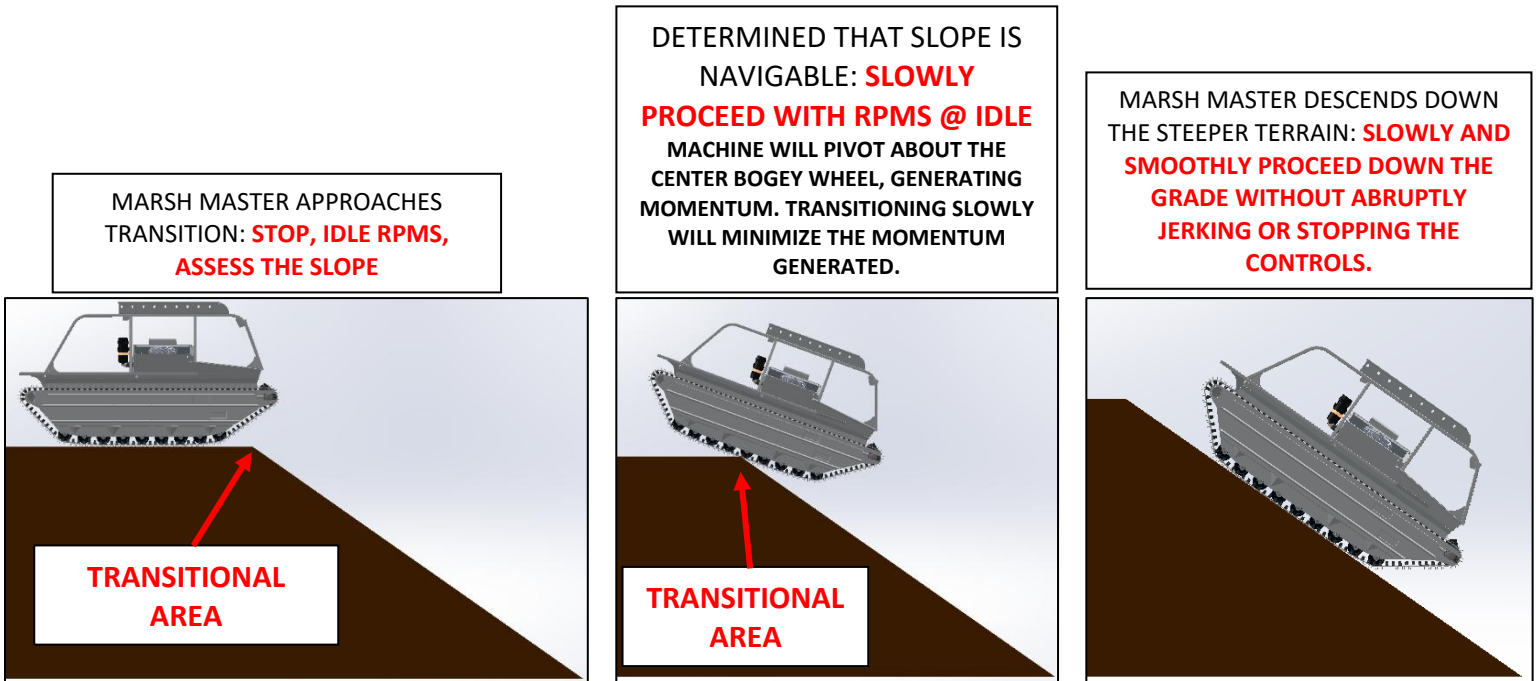 MARSH MASTER APPROACHES
TRANSITION: STOP, IDLE RPMS,
ASSESS THE SLOPE
TRANSITIONAL
AREA
DETERMINED THAT SLOPE IS
NAVIGABLE: SLOWLY
PROCEED WITH RPMS @ IDLE
MACHINE WILL PIVOT ABOUT THE
CENTER BOGEY WHEEL, GENERATING
MOMENTUM. TRANSITIONING SLOWLY
WILL MINIMIZE THE MOMENTUM
GENERATED.
TRANSITIONAL
AREA
MARSH MASTER DESCENDS DOWN
THE STEEPER TERRAIN: SLOWLY AND
SMOOTHLY PROCEED DOWN THE
GRADE WITHOUT ABRUPTLY
JERKING OR STOPPING THE
CONTROLS.